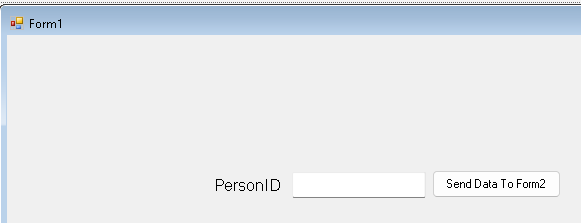 Form1
PersonID
Send Data To Form2